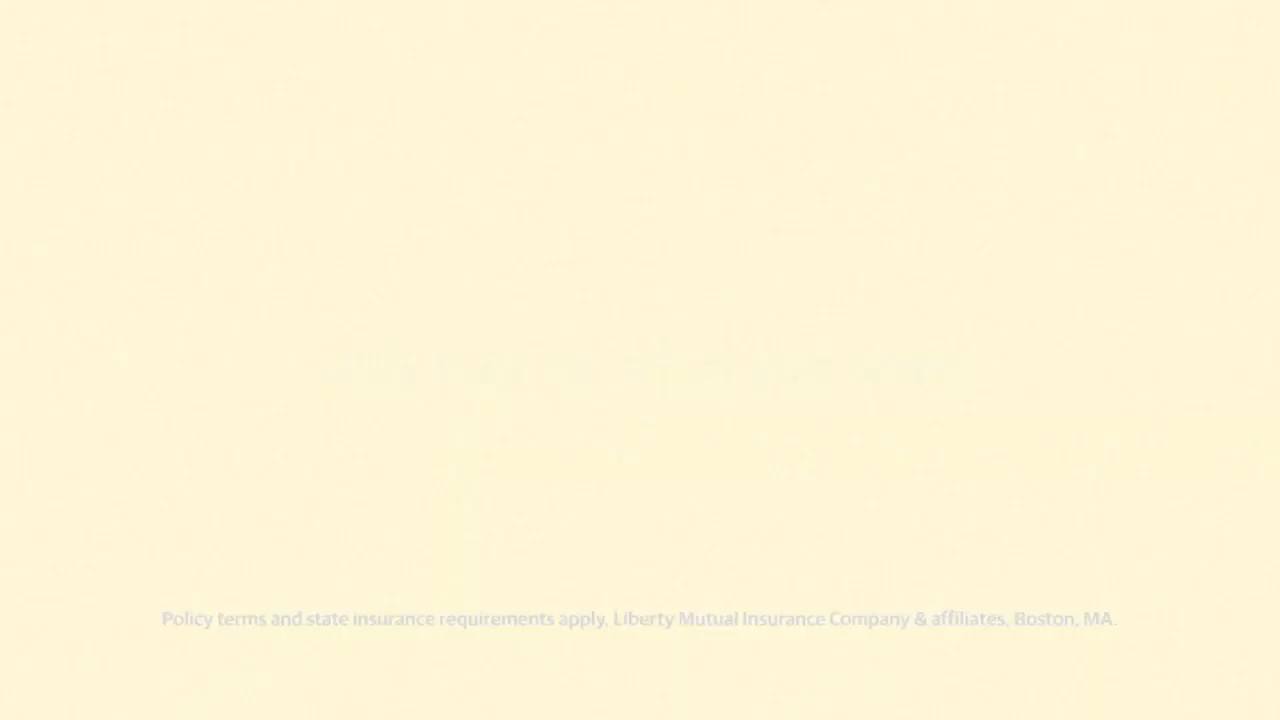 Policy terms and state insurance requirements apply. Liberty Mutual Insurance Company & affiliates, Boston, MA.